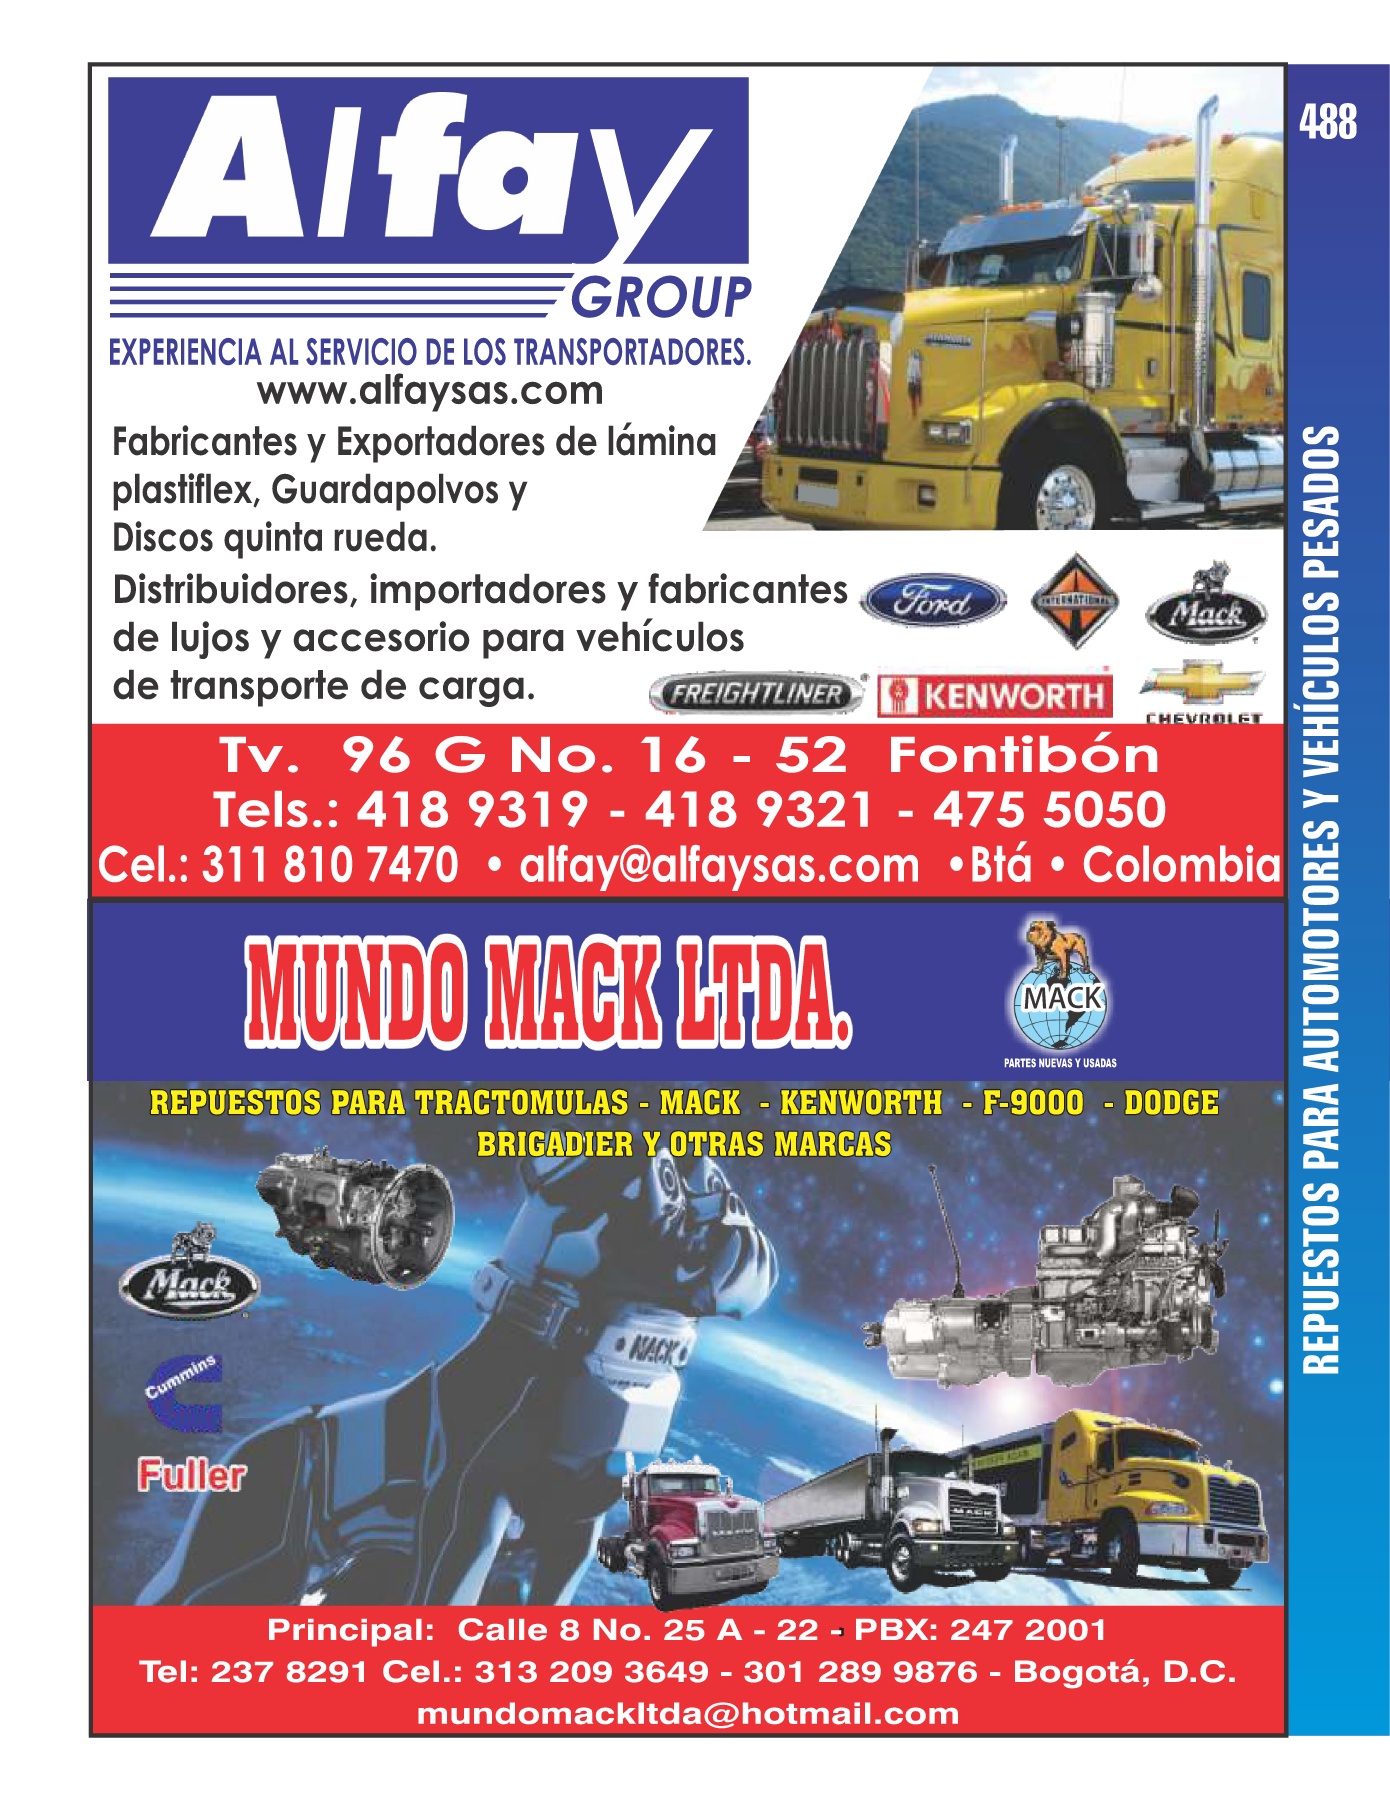 488
REPUESTOS PARA AUTOMOTORES Y VEHÍCULOS PESADOS
Alfay
GROUP
EXPERIENCIA AL SERVICIO DE LOS TRANSPORTADORES.
www.alfaysas.com
Fabricantes y Exportadores de lámina
plastiflex, Guardapolvos y
Discos quinta rueda.
Distribuidores, importadores y fabricantes
de lujos y accesorio para vehículos
de transporte de carga.
Ford
INTERNATIONAL
Mack
FREIGHTLINER
KENWORTH
CHEVROLET
Tv. 96 G No. 16 - 52 Fontibón
Tels.: 418 9319 - 418 9321 - 475 5050
Cel.: 311 810 7470 • alfay@alfaysas.com •Btá • Colombia
MUNDO MACK LTDA.
MACK
PARTES NUEVAS Y USADAS
REPUESTOS PARA TRACTOMULAS - MACK - KENWORTH - F-9000 - DODGE
BRIGADIER Y OTRAS MARCAS
Mack
MACK
Cummins
Fuller
MACK
Principal: Calle 8 No. 25 A - 22 - PBX: 247 2001
Tel: 237 8291 Cel.: 313 209 3649 - 301 289 9876 - Bogotá, D.C.
mundomackltda@hotmail.com